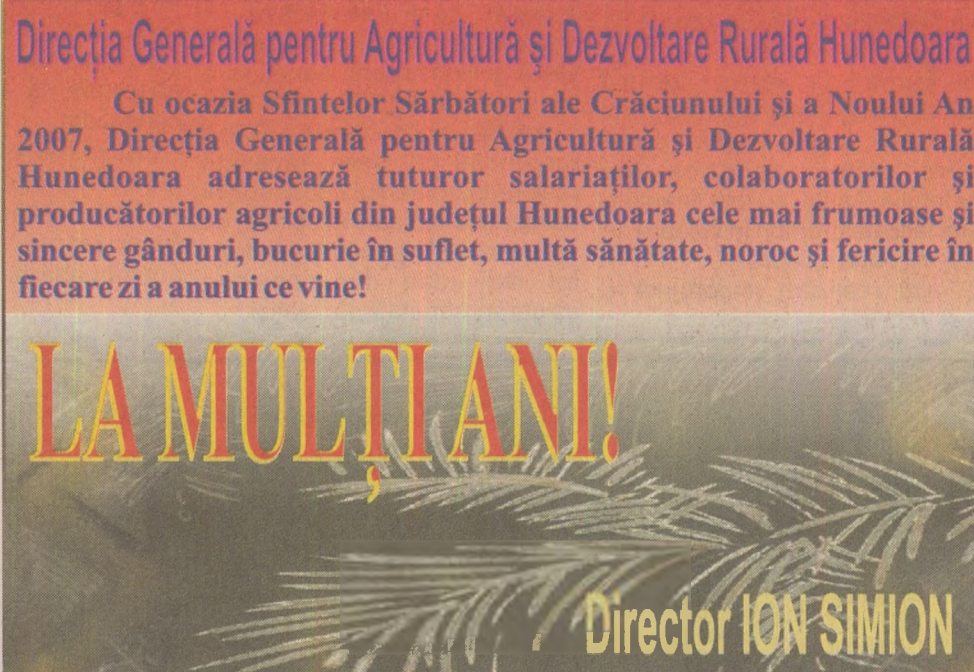 Direcția Generală pentru Agricultură și Dezvoltare Rurală Hunedoara
Cu ocazia Sfintelor Sărbători ale Crăciunului și a Noului An
2007, Direcția Generală pentru Agricultură și Dezvoltare Rurală
Hunedoara adresează tuturor salariaților, colaboratorilor și
producătorilor agricoli din județul Hunedoara cele mai frumoase și
sincere gânduri, bucurie în suflet, multă sănătate, noroc și fericire în
fiecare zi a anului ce vine!
LA MULȚI ANI!
Director ION SIMION